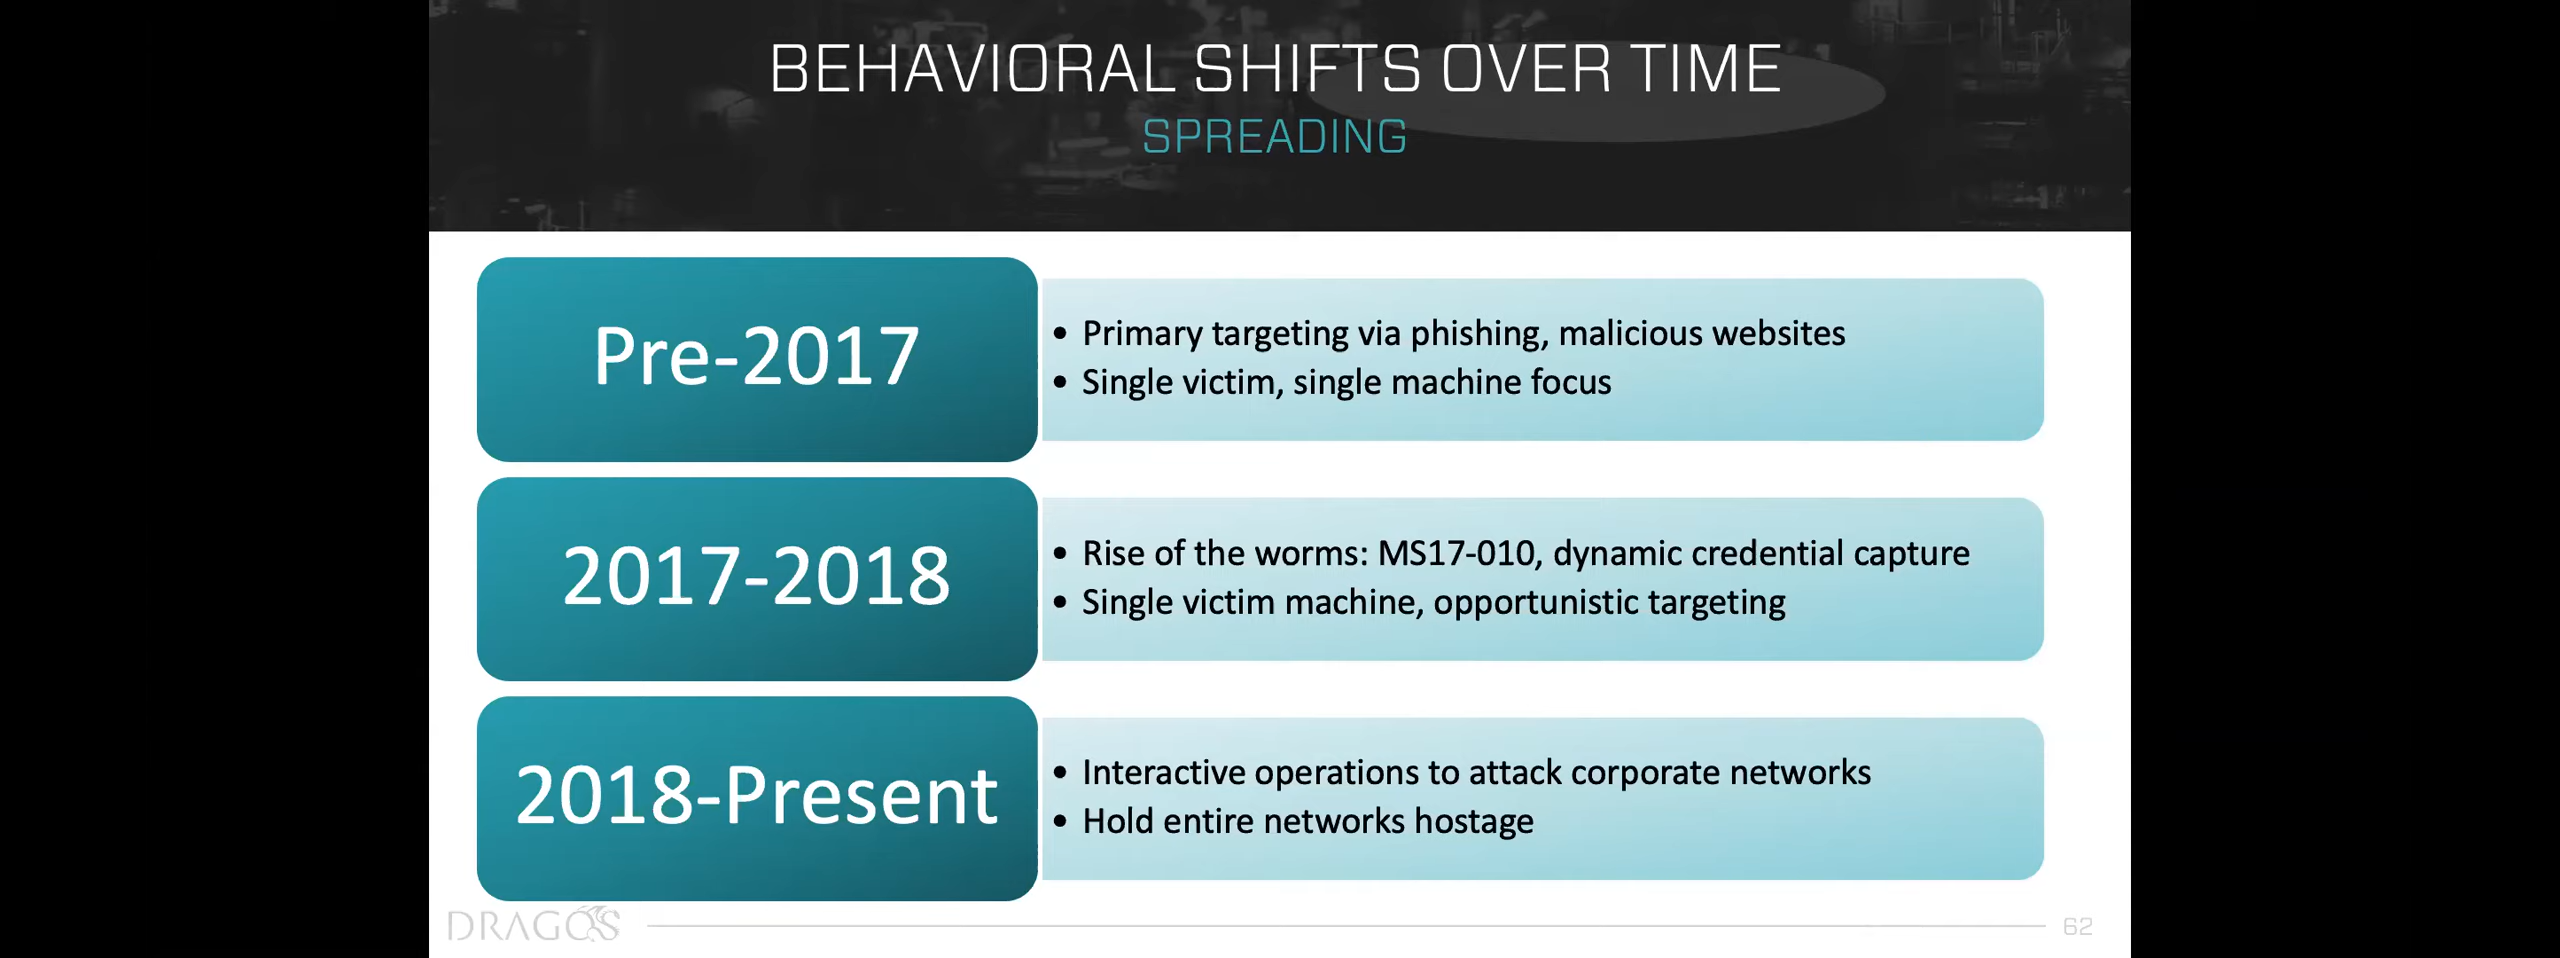 BEHAVIORAL SHIFTS OVER TIME
SPREADING
Pre-2017
• Primary targeting via phishing, malicious websites
• Single victim, single machine focus
2017-2018
• Rise of the worms: MS17-010, dynamic credential capture
• Single victim machine, opportunistic targeting
2018-Present
• Interactive operations to attack corporate networks
• Hold entire networks hostage
DRAGOS
62